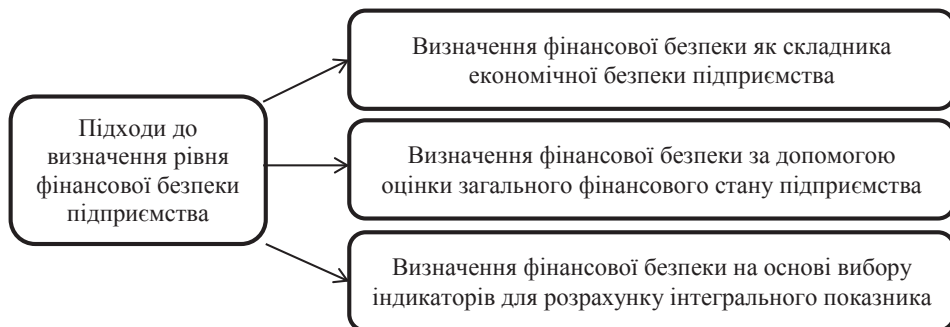 Підходи до
визначення рівня
фінансової безпеки
підприємства
Визначення фінансової безпеки як складника
економічної безпеки підприємства
Визначення фінансової безпеки за допомогою
оцінки загального фінансового стану підприємства
Визначення фінансової безпеки на основі вибору
індикаторів для розрахунку інтегрального показника